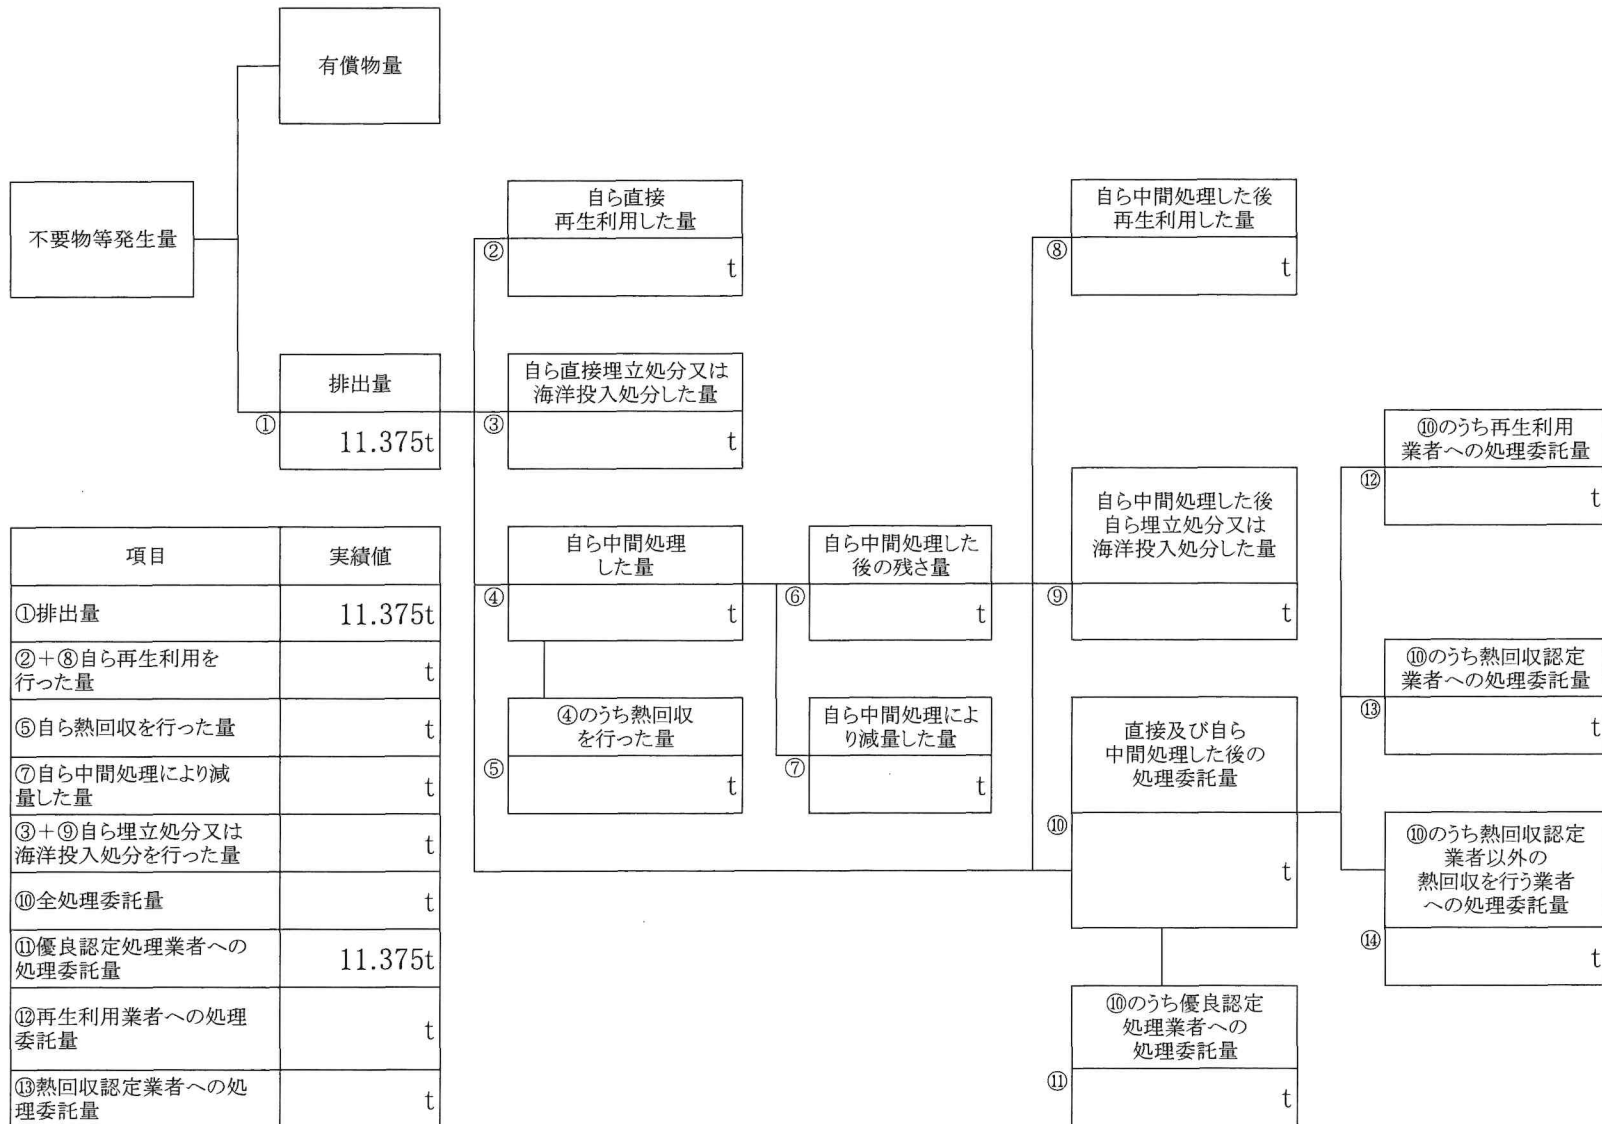 有償物量
不要物等発生量
排出量
①
11.375t
自ら直接
再生利用した量
②
t
自ら直接埋立処分又は
海洋投入処分した量
③
t
自ら中間処理
した量
④
t
④のうち熱回収
を行った量
⑤
t
自ら中間処理した
後の残さ量
⑥
t
自ら中間処理によ
り減量した量
⑦
t
自ら中間処理した後
再生利用した量
⑧
t
自ら中間処理した後
自ら埋立処分又は
海洋投入処分した量
⑨
t
直接及び自ら
中間処理した後の
処理委託量
⑩
t
⑩のうち優良認定
処理業者への
処理委託量
⑪
t
⑩のうち再生利用
業者への処理委託量
⑫
t
⑩のうち熱回収認定
業者への処理委託量
⑬
t
⑩のうち熱回収認定
業者以外の
熱回収を行う業者
への処理委託量
⑭
t
項目 実績値
①排出量 11.375t
②+⑧自ら再生利用を
行った量 t
⑤自ら熱回収を行った量 t
⑦自ら中間処理により減
量した量 t
③+⑨自ら埋立処分又は
海洋投入処分を行った量 t
⑩全処理委託量 t
⑪優良認定処理業者への
処理委託量 11.375t
⑫再生利用業者への処理
委託量 t
⑬熱回収認定業者への処
理委託量 t